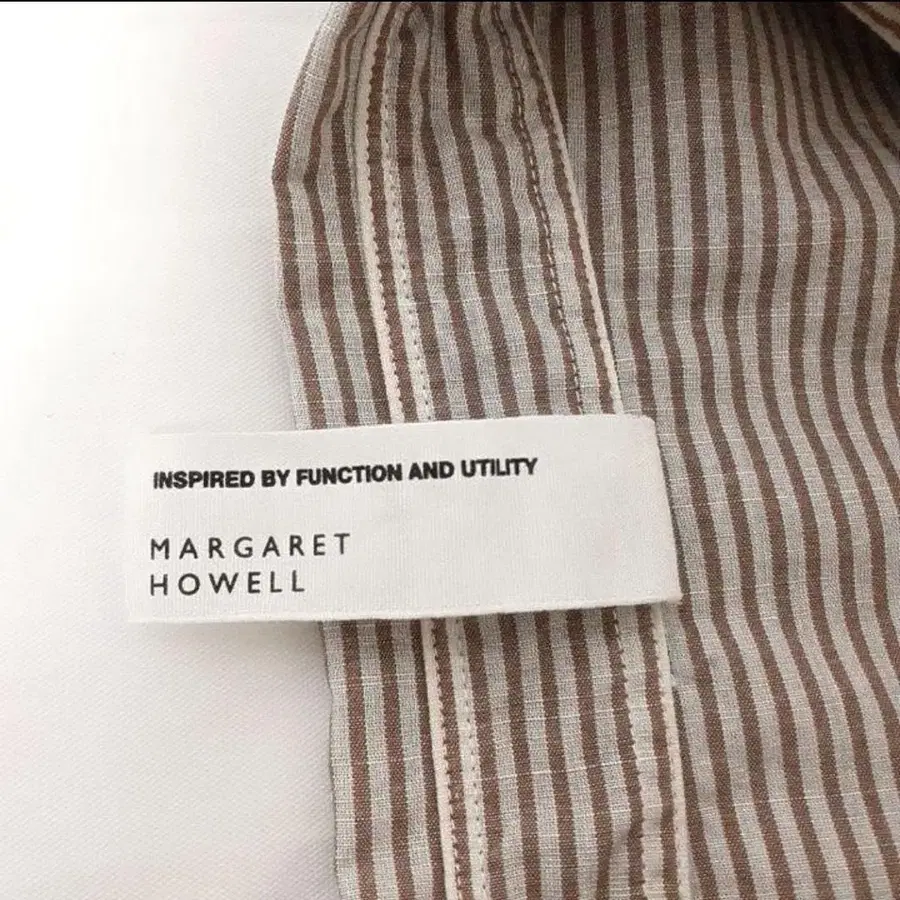 INSPIRED BY FUNCTION AND UTILITY
MARGARET
HOWELL